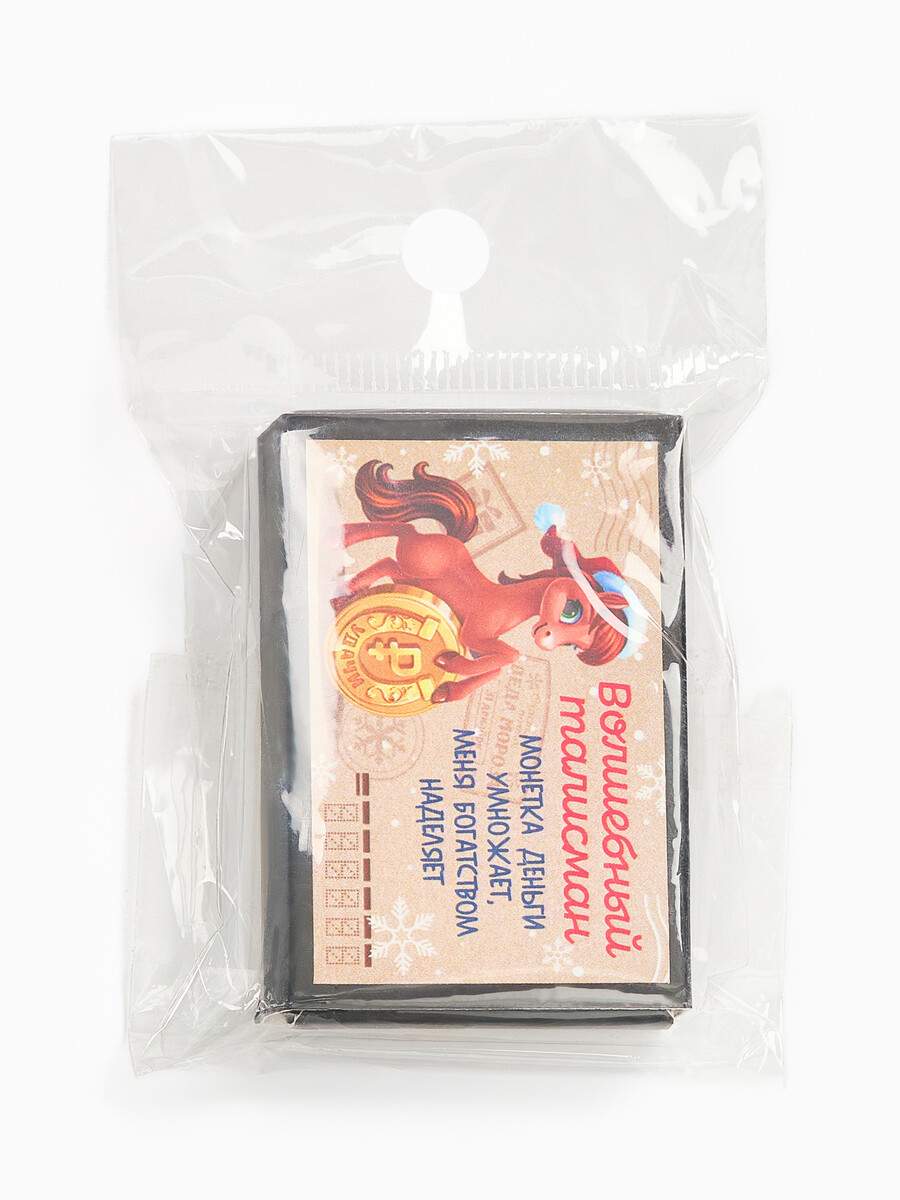 Волшебный
талисман
МОНЕТКА ДЕНЬГИ
УМНОЖАЕТ,
МЕНЯ БОГАТСТВОМ
НАДЕЛЯЕТ
УДАЧИ